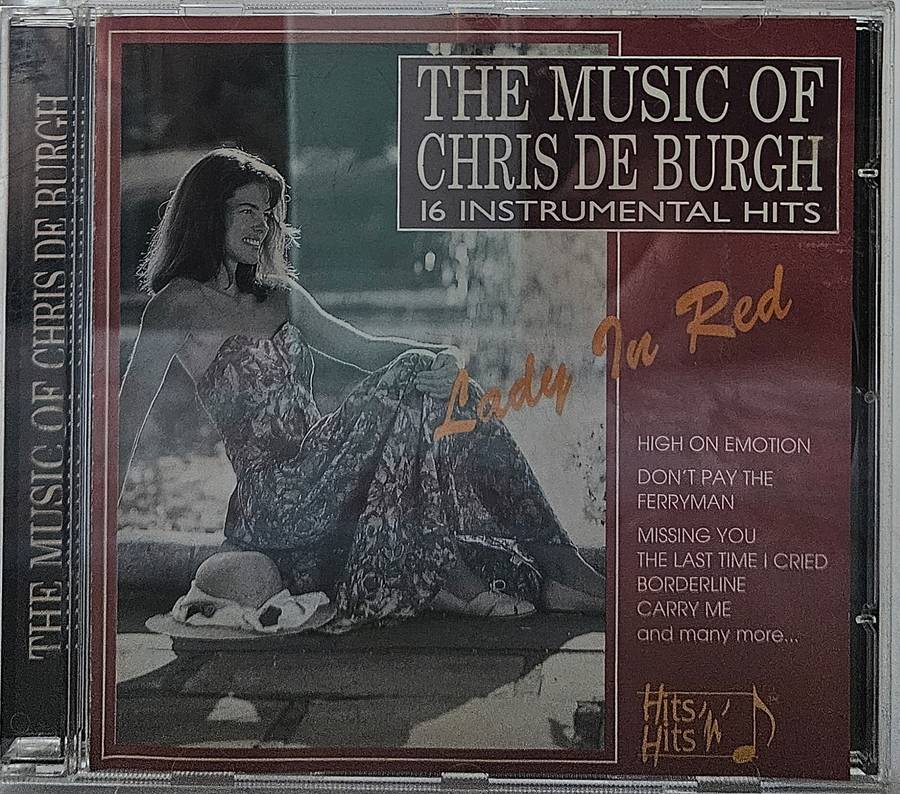 THE MUSIC OF CHRIS DE BURGH
THE MUSIC OF
CHRIS DE BURGH
16 INSTRUMENTAL HITS
Lady In Red
HIGH ON EMOTION
DON'T PAY THE
FERRYMAN
MISSING YOU
THE LAST TIME I CRIED
BORDERLINE
CARRY ME
and many more...
Hits 'n'
Hits